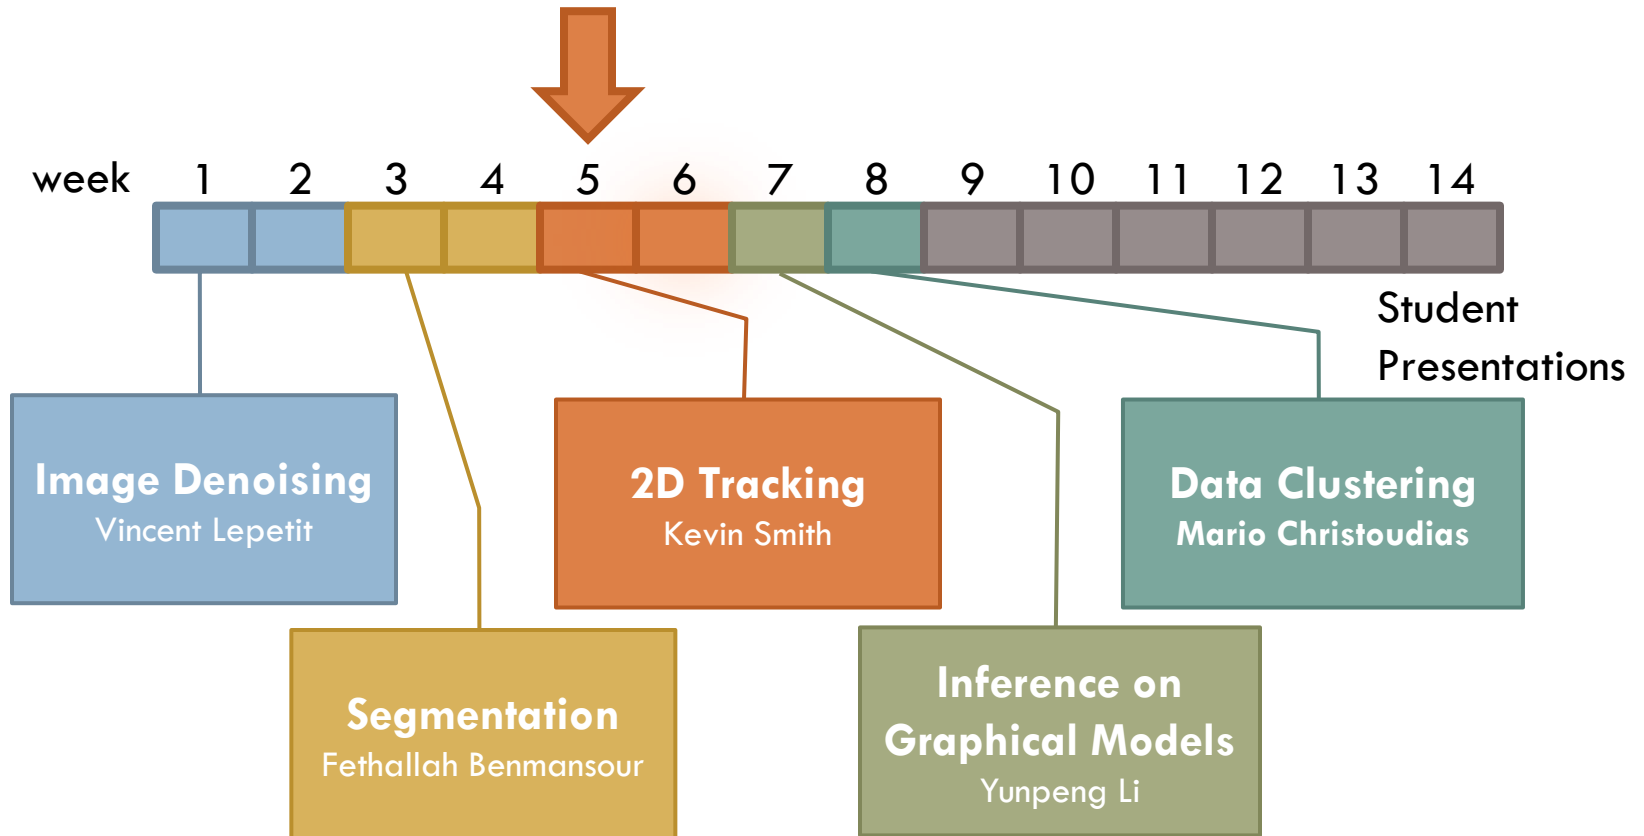 week 1 2 3 4 5 6 7 8 9 10 11 12 13 14
Student
Presentations
Image Denoising
Vincent Lepetit
2D Tracking
Kevin Smith
Data Clustering
Mario Christoudias
Segmentation
Fethallah Benmansour
Inference on
Graphical Models
Yunpeng Li